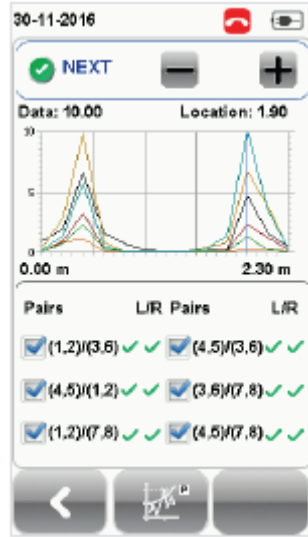 30-11-2016
NEXT
Data: 10.00 Location: 1.90
10
5
0
0.00 m 2.30 m
Pairs L/R Pairs L/R
(1,2)/(3,6) (4,5)/(3,6)
(4,5)/(1,2) (3,6)/(7,8)
(1,2)/(7,8) (4,5)/(7,8)
P